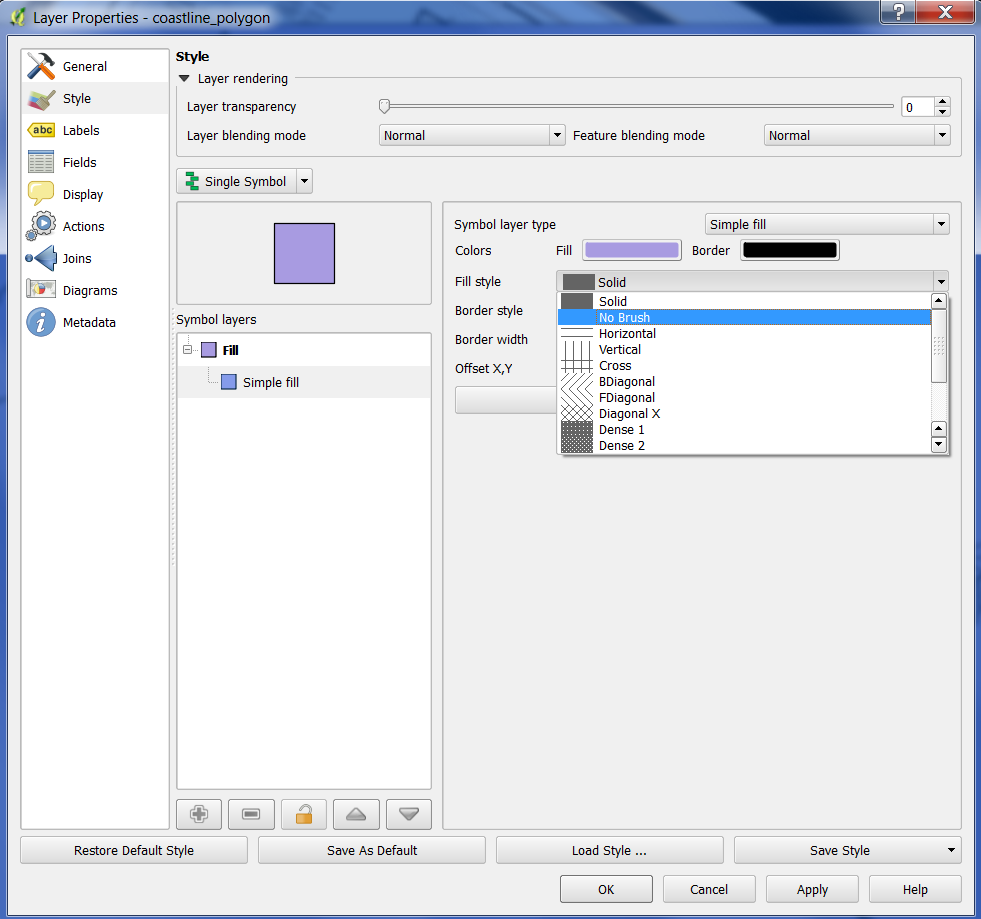 Layer Properties - coastline_polygon
?
X
General
Style
abc Labels
Fields
Display
Actions
Joins
Diagrams
i Metadata
Style
Layer rendering
Layer transparency 0
Layer blending mode Normal Feature blending mode Normal
Single Symbol
Symbol layers
Fill
Simple fill
Symbol layer type Simple fill
Colors Fill Border
Fill style Solid
Border style
Border width
Offset X,Y
Solid
No Brush
Horizontal
Vertical
Cross
BDiagonal
FDiagonal
Diagonal X
Dense 1
Dense 2
Restore Default Style Save As Default Load Style ... Save Style
OK Cancel Apply Help